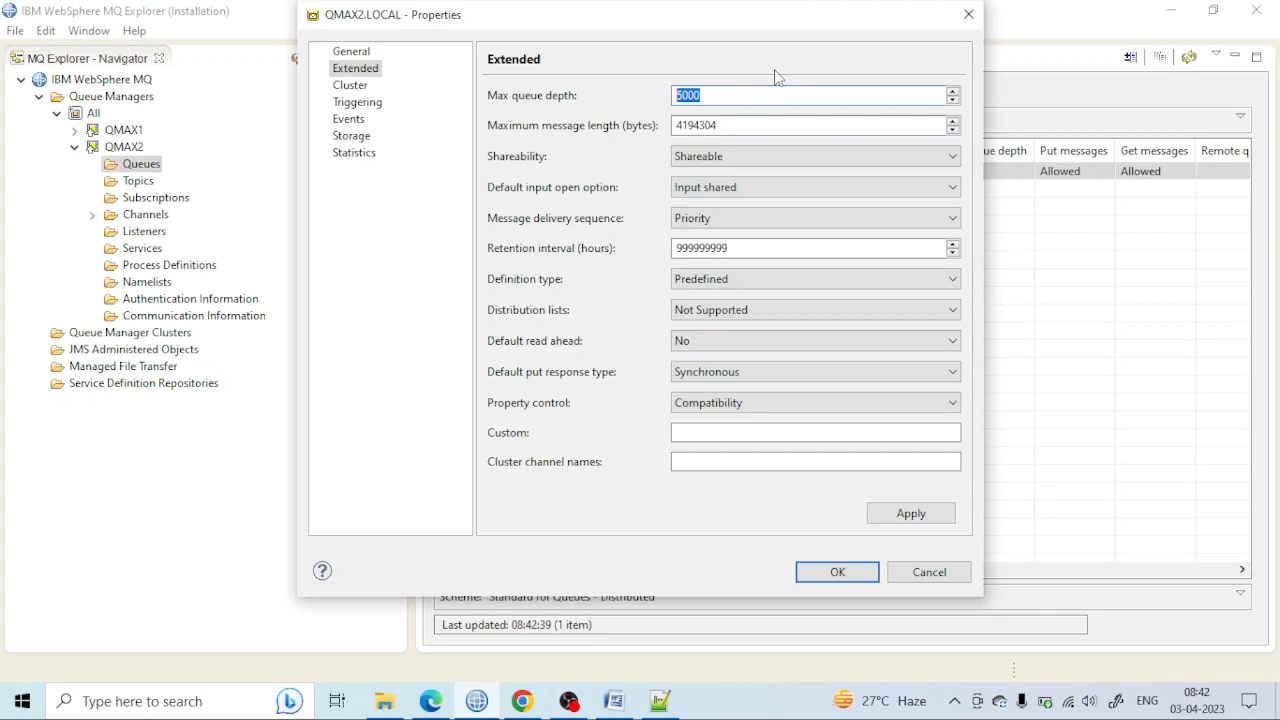 IBM WebSphere MQ Explorer (Installation)
File Edit Window Help
MQ Explorer - Navigator
IBM WebSphere MQ
Queue Managers
All
QMAX1
QMAX2
Queues
Topics
Subscriptions
Channels
Listeners
Services
Process Definitions
Namelists
Authentication Information
Communication Information
Queue Manager Clusters
JMS Administered Objects
Managed File Transfer
Service Definition Repositories
QMAX2.LOCAL - Properties
General
Extended
Cluster
Triggering
Events
Storage
Statistics
Extended
Max queue depth: 5000
Maximum message length (bytes): 4194304
Shareability: Shareable
Default input open option: Input shared
Message delivery sequence: Priority
Retention interval (hours): 999999999
Definition type: Predefined
Distribution lists: Not Supported
Default read ahead: No
Default put response type: Synchronous
Property control: Compatibility
Custom:
Cluster channel names:
Apply
OK Cancel
depth Put messages Get messages Remote q
Allowed Allowed
Scheme: Standard for Queues - Distributed
Last updated: 08:42:39 (1 item)
Type here to search
27°C Haze
ENG
08:42
03-04-2023